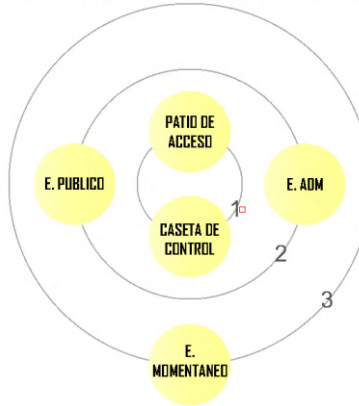 PATIO DE
ACCESO
E. PUBLICO
E. ADM
1
CASETA DE
CONTROL
2
3
E.
MOMENTANEO